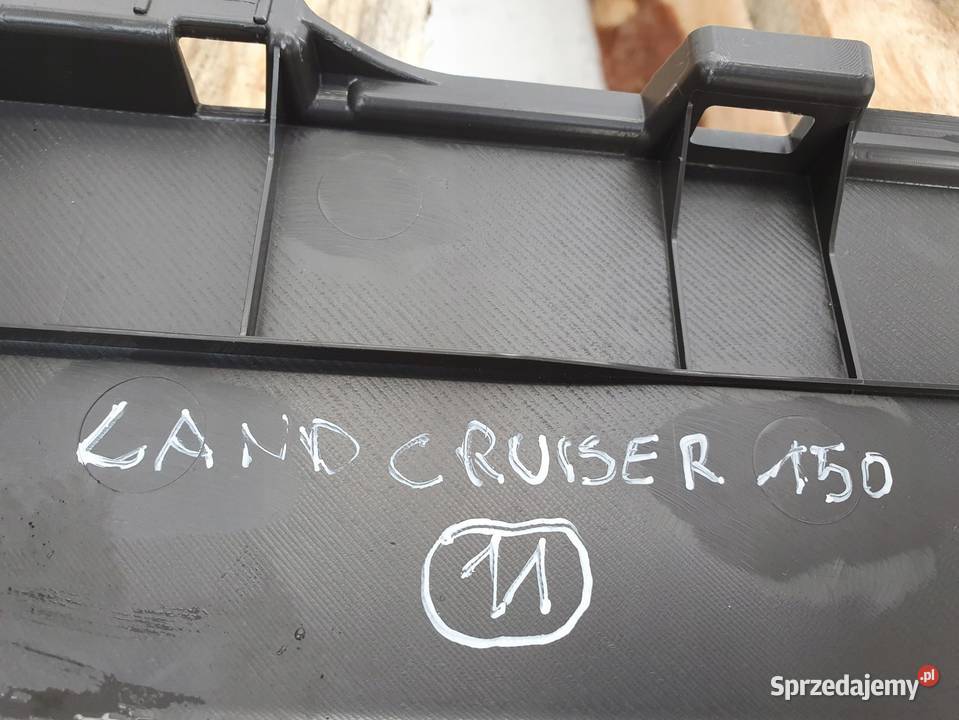 LAND CRUISER 150
11
Sprzedajemy.pl